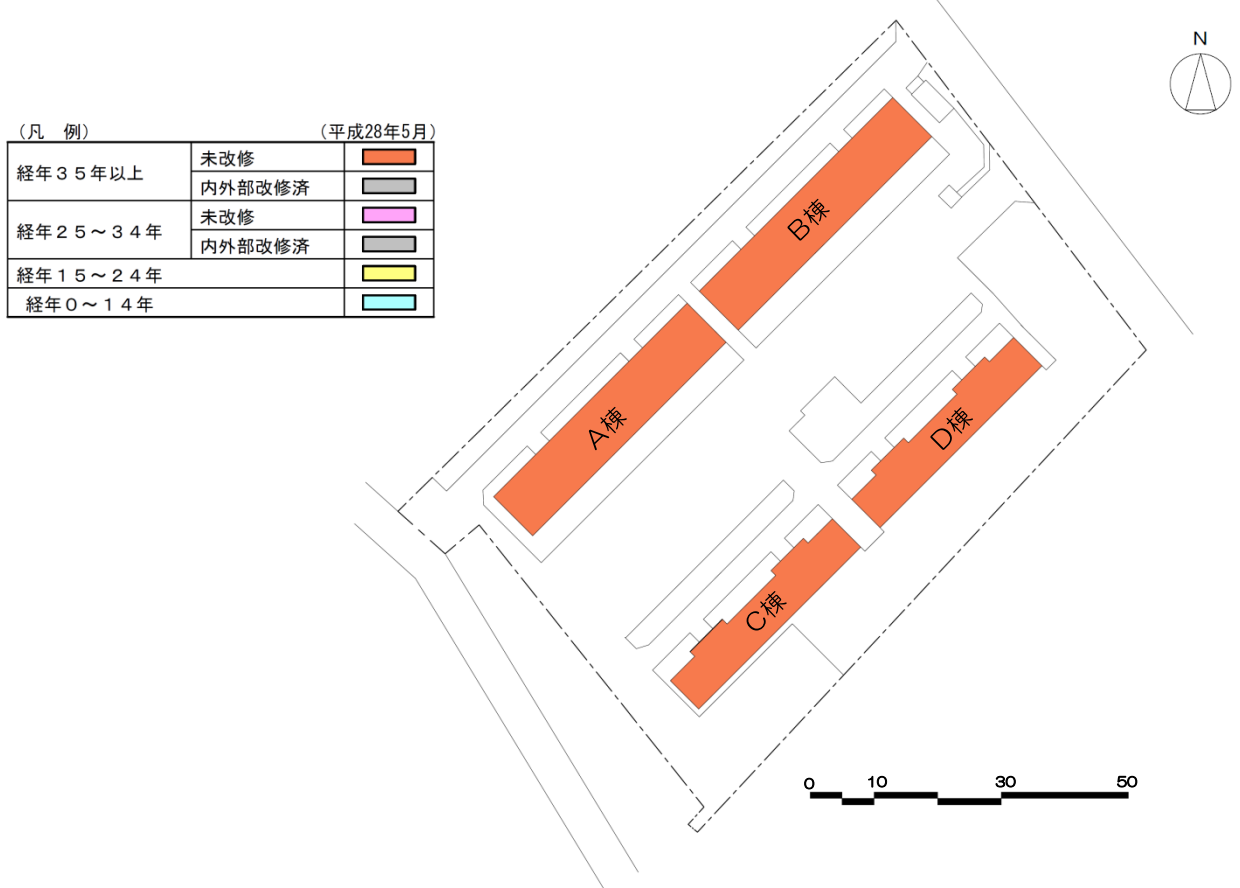 N
（凡　例）　（平成28年5月）
経年３５年以上
未改修
内外部改修済
経年２５～３４年
未改修
内外部改修済
経年１５～２４年
経年０～１４年
B棟
A棟
D棟
C棟
0 10 30 50